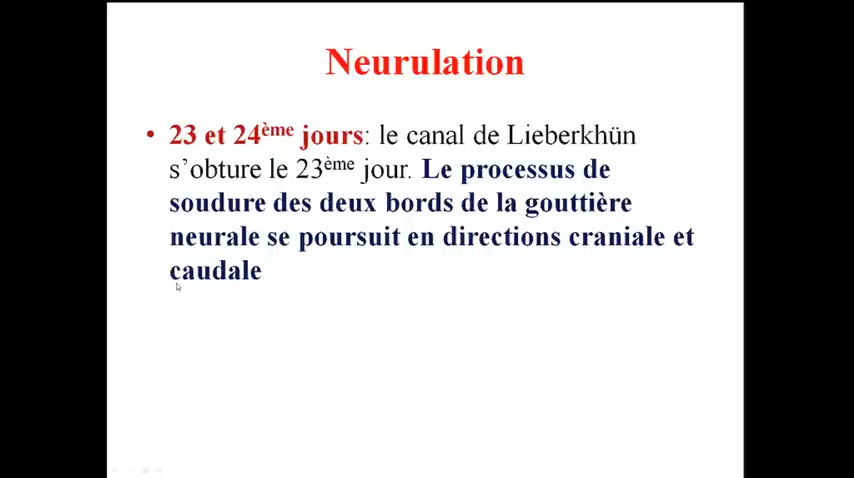 Neurulation
• 23 et 24ème jours: le canal de Lieberkhün
s’obture le 23ème jour. Le processus de
soudure des deux bords de la gouttière
neurale se poursuit en directions craniale et
caudale